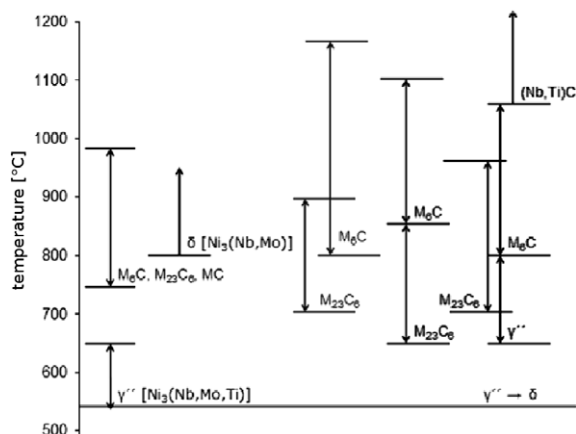 1200
(Nb,Ti)C
1100
1000
temperature [°C]
900
δ [Ni₃(Nb,Mo)]
M₆C
M₆C
M₆C
800
M₆C, M₂₃C₆, MC
M₂₃C₆
M₂₃C₆
700
M₂₃C₆
γ´´
600
γ´´ [Ni₃(Nb,Mo,Ti)]
γ´´ → δ
500